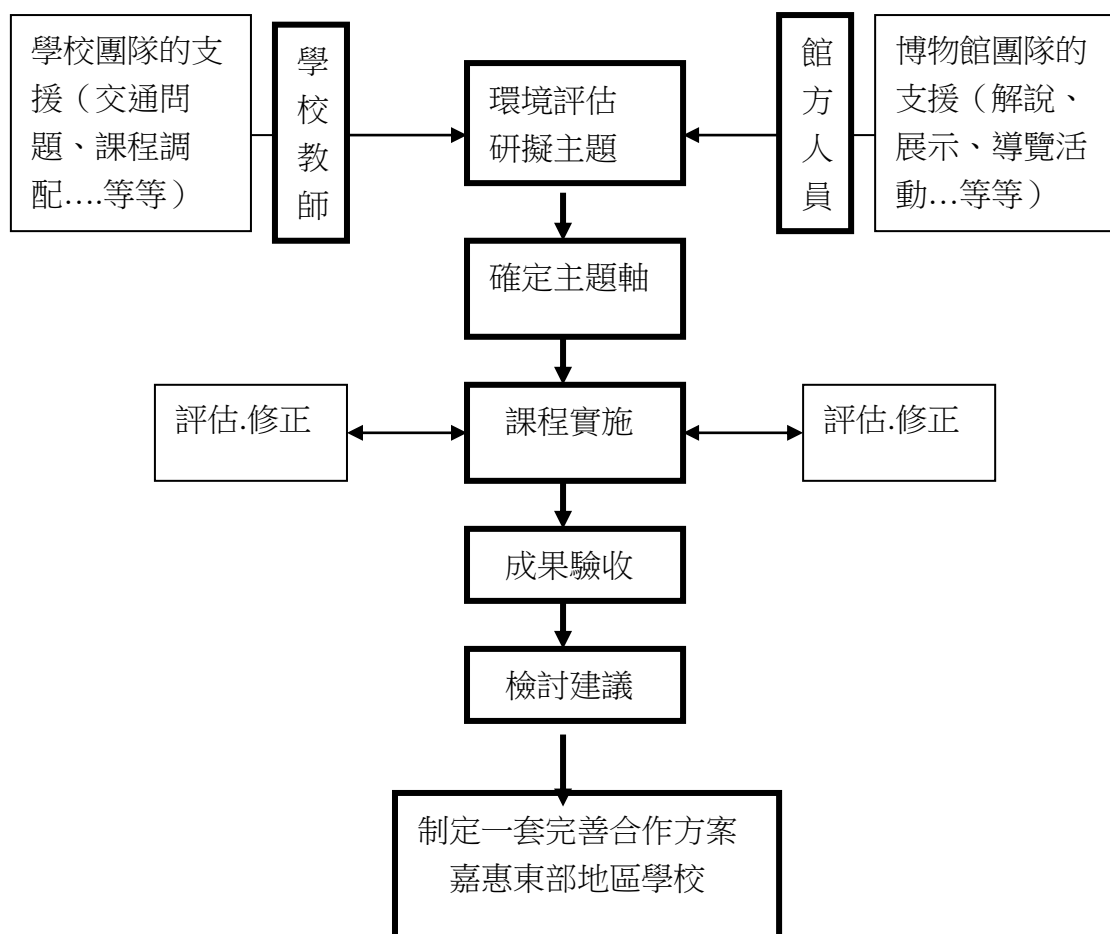 學校團隊的支
援（交通問
題、課程調
配….等等）
學
校
教
師
環境評估
研擬主題
館
方
人
員
博物館團隊的
支援（解說、
展示、導覽活
動…等等）
確定主題軸
評估.修正
課程實施
評估.修正
成果驗收
檢討建議
制定一套完善合作方案
嘉惠東部地區學校